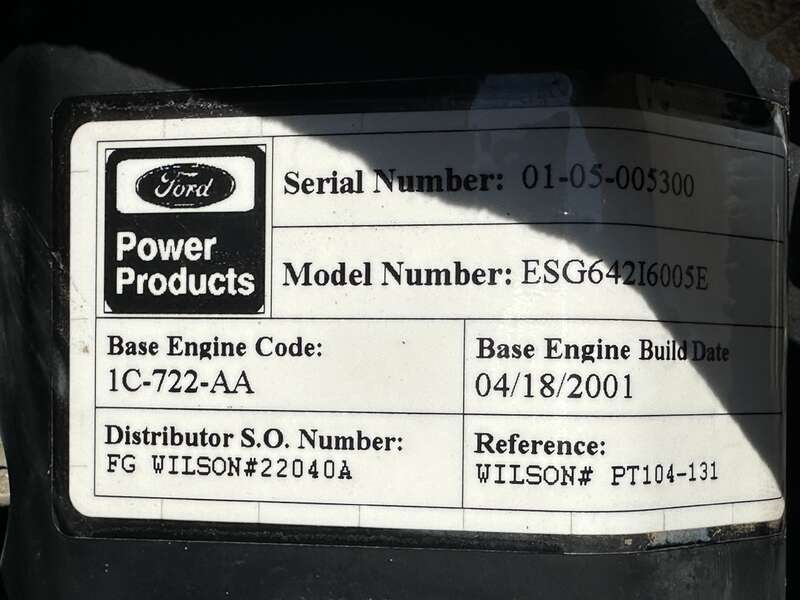 Ford
Power
Products
Serial Number: 01-05-005300
Model Number: ESG642I6005E
Base Engine Code:
1C-722-AA
Base Engine Build Date
04/18/2001
Distributor S.O. Number:
FG WILSON#22040A
Reference:
WILSON# PT104-131